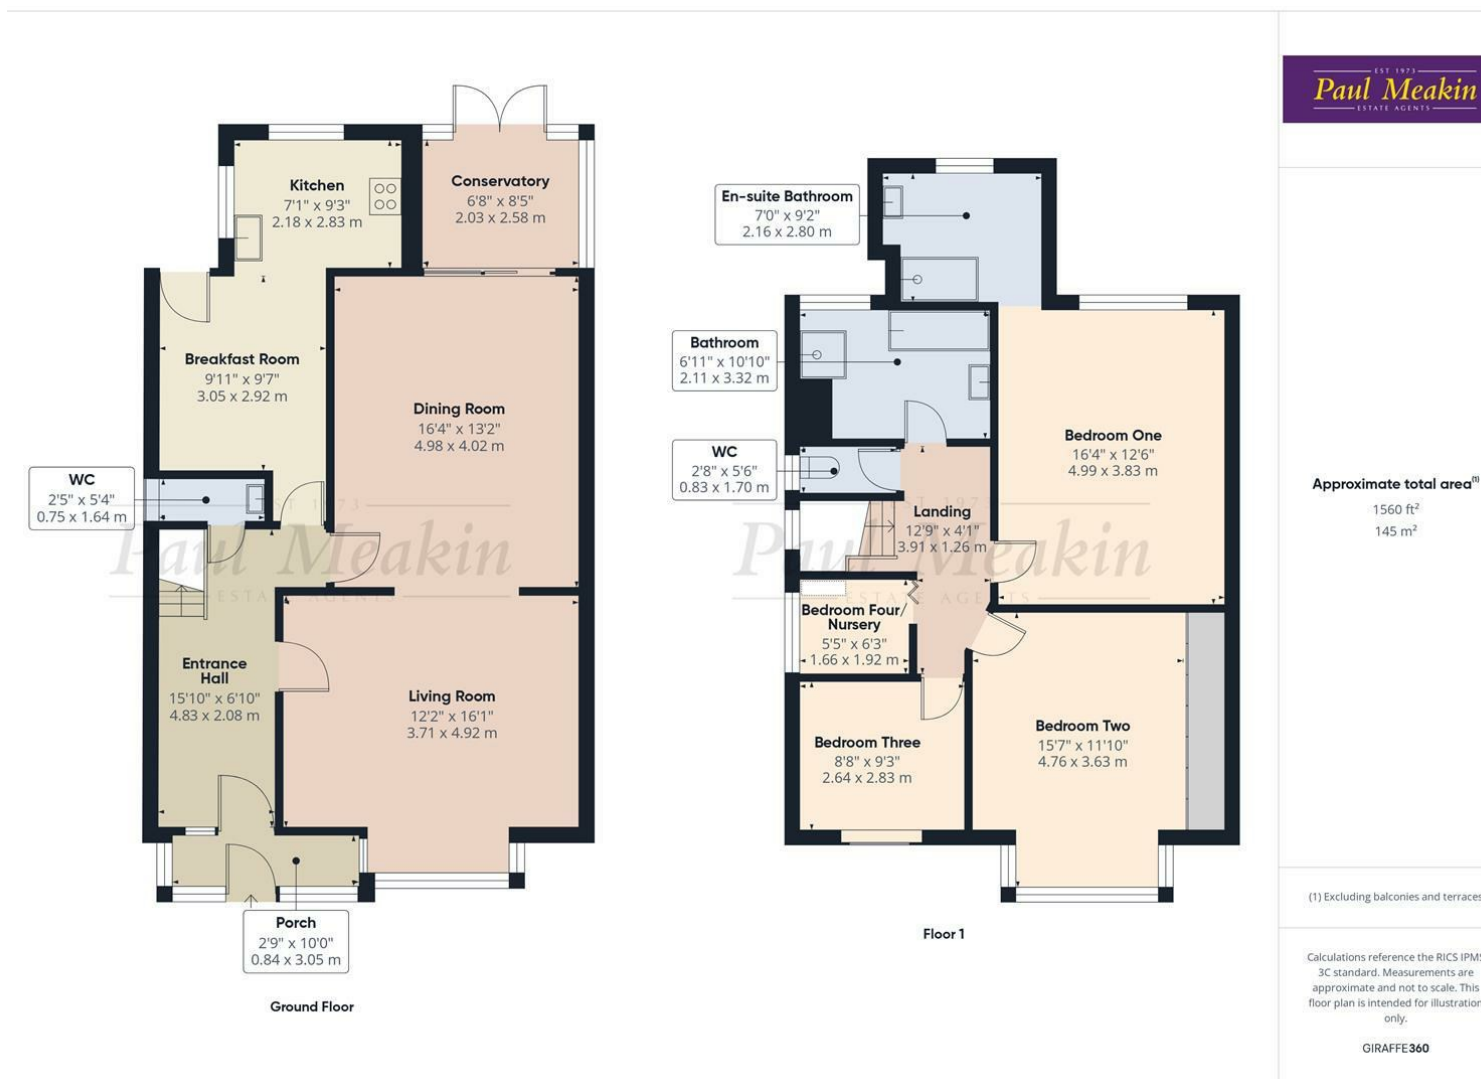 EST 1973
Paul Meakin
ESTATE AGENTS
Kitchen
7'1" x 9'3"
2.18 x 2.83 m
Conservatory
6'8" x 8'5"
2.03 x 2.58 m
Breakfast Room
9'11" x 9'7"
3.05 x 2.92 m
Dining Room
16'4" x 13'2"
4.98 x 4.02 m
WC
2'5" x 5'4"
0.75 x 1.64 m
EST 1973
Paul Meakin
ESTATE AGENTS
Entrance
Hall
15'10" x 6'10"
4.83 x 2.08 m
Living Room
12'2" x 16'1"
3.71 x 4.92 m
Porch
2'9" x 10'0"
0.84 x 3.05 m
Ground Floor
En-suite Bathroom
7'0" x 9'2"
2.16 x 2.80 m
Bathroom
6'11" x 10'10"
2.11 x 3.32 m
WC
2'8" x 5'6"
0.83 x 1.70 m
Bedroom One
16'4" x 12'6"
4.99 x 3.83 m
Landing
12'9" x 4'1"
3.91 x 1.26 m
EST 1973
Paul Meakin
ESTATE AGENTS
Bedroom Four/
Nursery
5'5" x 6'3"
1.66 x 1.92 m
Bedroom Three
8'8" x 9'3"
2.64 x 2.83 m
Bedroom Two
15'7" x 11'10"
4.76 x 3.63 m
Floor 1
Approximate total area(1)
1560 ft²
145 m²
(1) Excluding balconies and terraces
Calculations reference the RICS IPMS
3C standard. Measurements are
approximate and not to scale. This
floor plan is intended for illustration
only.
GIRAFFE360